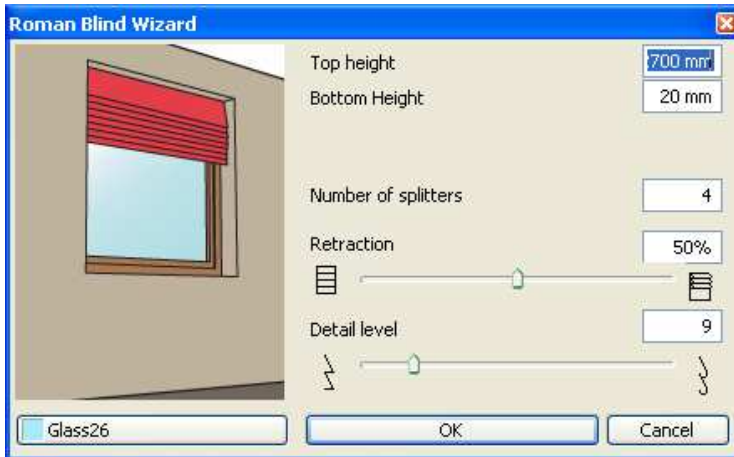 Roman Blind Wizard
Top height
700 mm
Bottom Height
20 mm
Number of splitters
4
Retraction
50%
Detail level
9
Glass26
OK
Cancel